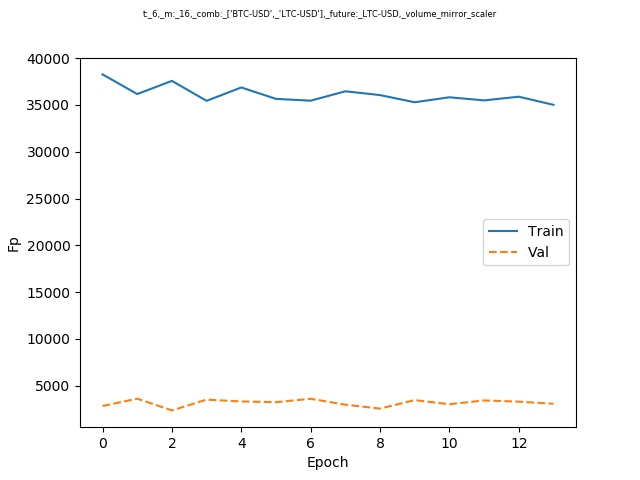 t:_6,_m:_16,_comb:_['BTC-USD',_'LTC-USD'],_future:_LTC-USD,_volume_mirror_scaler
40000
35000
30000
25000
20000
15000
10000
5000
Fp
Train
Val
0 2 4 6 8 10 12
Epoch